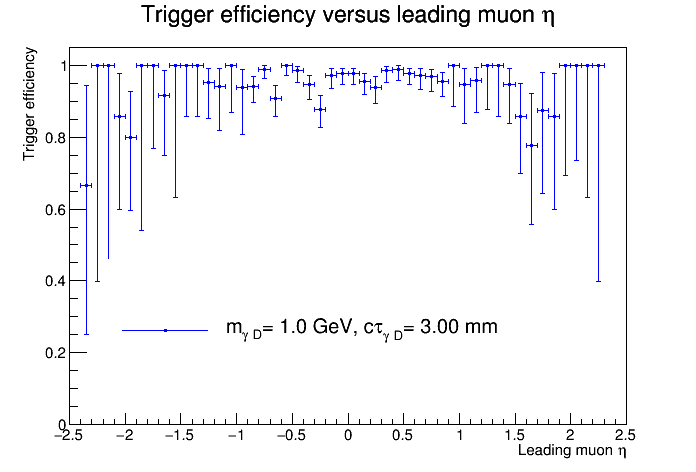 Trigger efficiency versus leading muon η
Trigger efficiency
1
0.8
0.6
0.4
0.2
0
m_γ D= 1.0 GeV, cτ_γ D= 3.00 mm
−2.5 −2 −1.5 −1 −0.5 0 0.5 1 1.5 2 2.5
Leading muon η